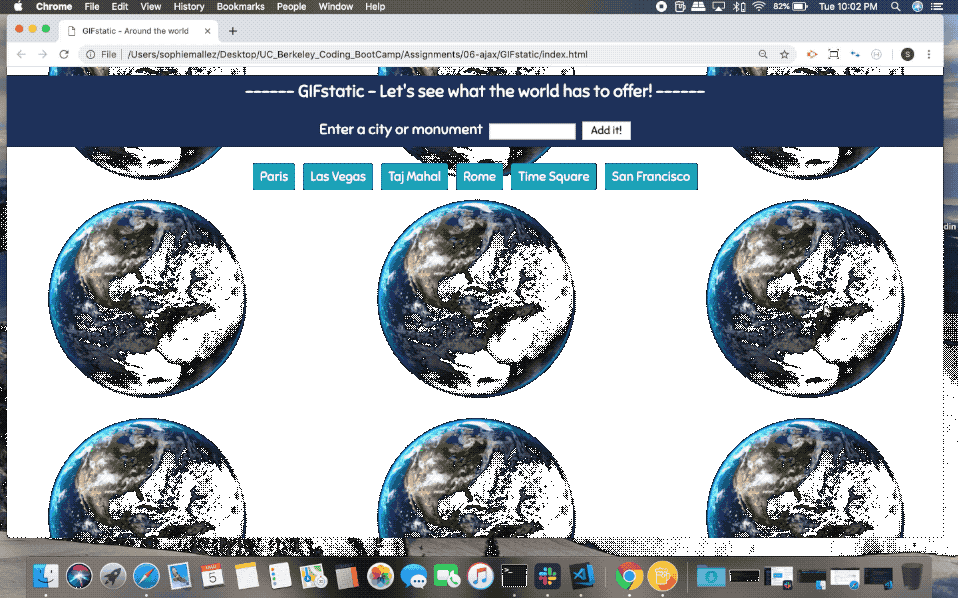 Chrome File Edit View History Bookmarks People Window Help 82% Tue 10:02 PM
GIFstatic - Around the world
File | /Users/sophiemallez/Desktop/UC_Berkeley_Coding_BootCamp/Assignments/06-ajax/GIFstatic/index.html
S
------ GIFstatic - Let's see what the world has to offer! ------
Enter a city or monument Add it!
Paris Las Vegas Taj Mahal Rome Time Square San Francisco
din
5